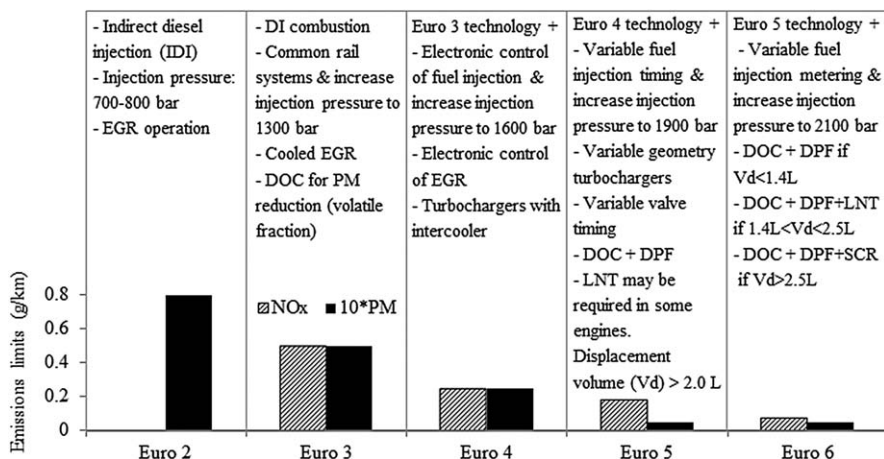 - Indirect diesel
injection (IDI)
- Injection pressure:
700-800 bar
- EGR operation
- DI combustion
- Common rail
systems & increase
injection pressure to
1300 bar
- Cooled EGR
- DOC for PM
reduction (volatile
fraction)
Euro 3 technology +
- Electronic control
of fuel injection &
increase injection
pressure to 1600 bar
- Electronic control
of EGR
- Turbochargers with
intercooler
Euro 4 technology +
- Variable fuel
injection timing &
increase injection
pressure to 1900 bar
- Variable geometry
turbochargers
- Variable valve
timing
- DOC + DPF
- LNT may be
required in some
engines.
Displacement
volume (Vd) > 2.0 L
Euro 5 technology +
- Variable fuel
injection metering &
increase injection
pressure to 2100 bar
- DOC + DPF if
Vd<1.4L
- DOC + DPF+LNT
if 1.4L<Vd<2.5L
- DOC + DPF+SCR
if Vd>2.5L
Emissions limits (g/km)
0.8
0.6
0.4
0.2
0
NOx 10*PM
Euro 2 Euro 3 Euro 4 Euro 5 Euro 6